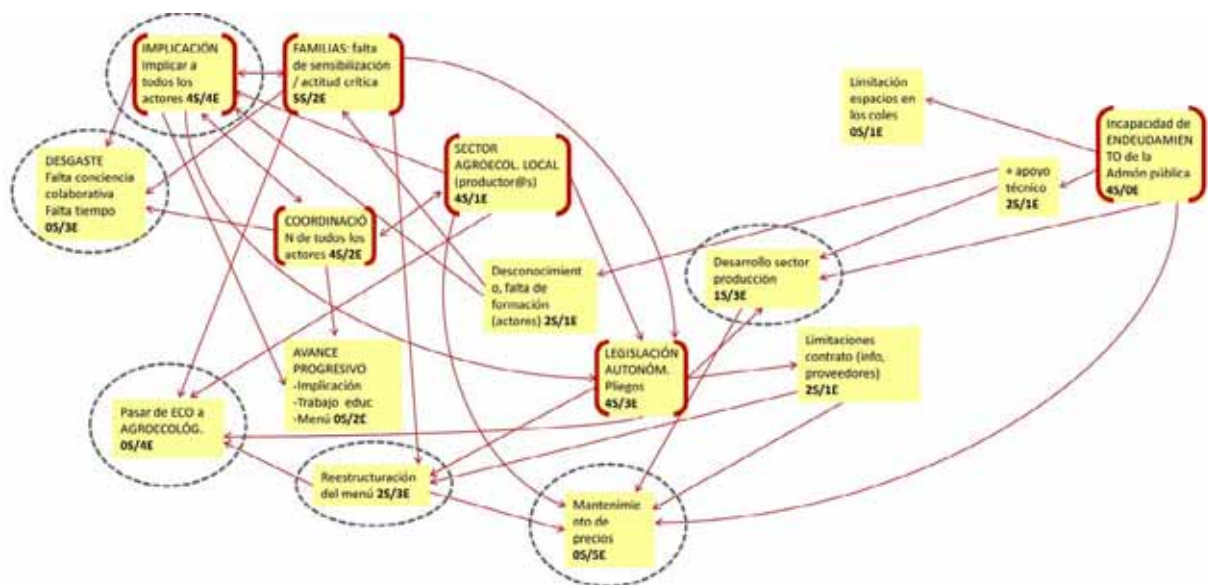 IMPLICACIÓN
Implicar a
todos los
actores 4S/4E
FAMILIAS: falta
de sensibilización
/ actitud crítica
5S/2E
Limitación
espacios en
los coles
0S/1E
Incapacidad de
ENDEUDAMIEN
TO de la
Admón pública
4S/0E
SECTOR
AGROECOL. LOCAL
(productor@s)
4S/1E
DESGASTE
Falta conciencia
colaborativa
Falta tiempo
0S/3E
+ apoyo
técnico
2S/1E
COORDINACIÓ
N de todos los
actores 4S/2E
Desconocimient
o, falta de
formación
(actores) 2S/1E
Desarrollo sector
producción
1S/3E
AVANCE
PROGRESIVO
-Implicación
-Trabajo educ
-Menú 0S/2E
LEGISLACIÓN
AUTONÓM.
Pliegos
4S/3E
Limitaciones
contrato (info,
proveedores)
2S/1E
Pasar de ECO a
AGROECCOLÓG.
0S/4E
Reestructuración
del menú 2S/3E
Mantenimie
nto de
precios
0S/5E